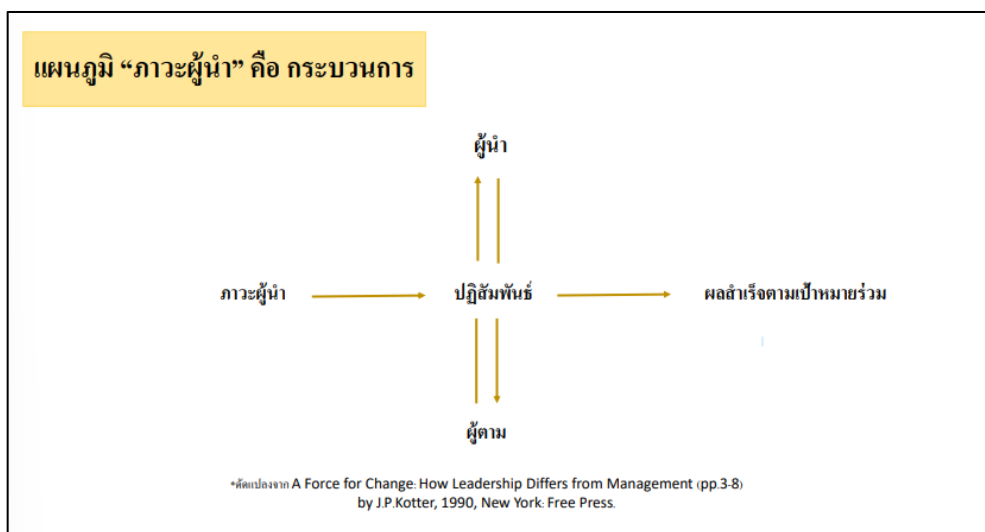 แผนภูมิ “ภาวะผู้นำ” คือ กระบวนการ
ผู้นำ
ภาวะผู้นำ
ปฏิสัมพันธ์
ผลสำเร็จตามเป้าหมายร่วม
ผู้ตาม
*ดัดแปลงจาก A Force for Change: How Leadership Differs from Management (pp.3-8)
by J.P.Kotter, 1990, New York: Free Press.